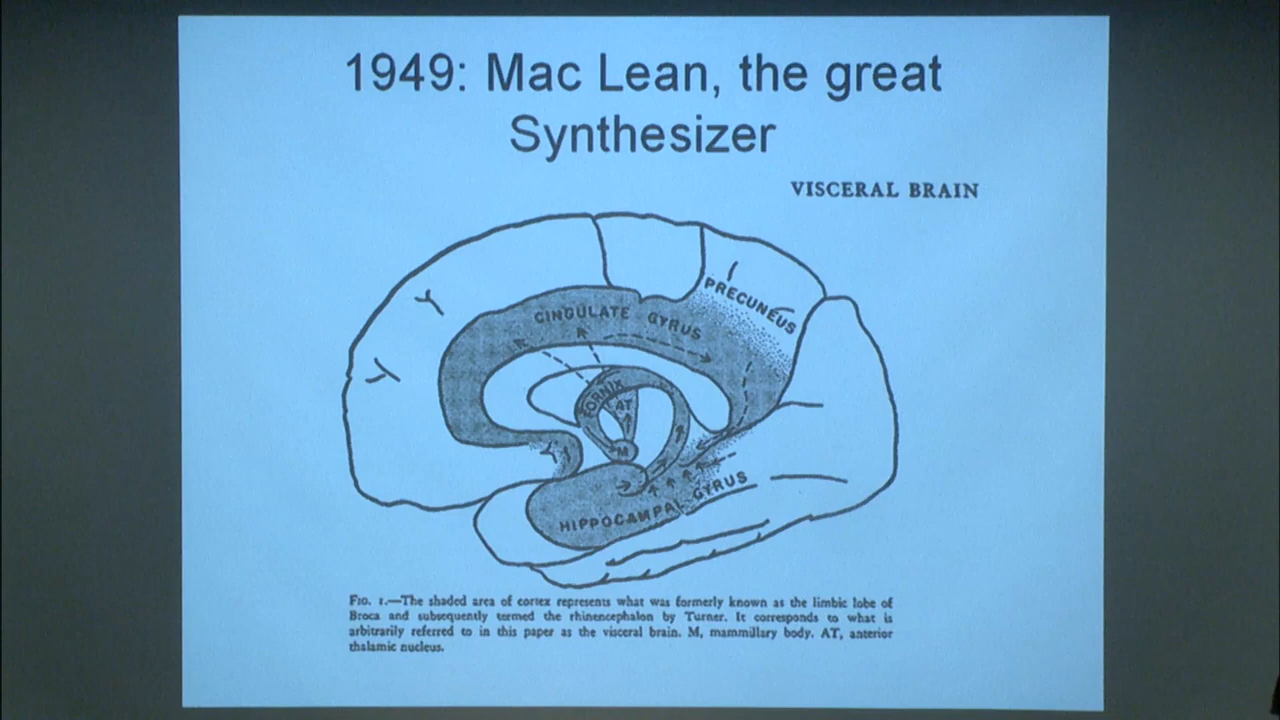 1949: Mac Lean, the great
Synthesizer
VISCERAL BRAIN
PRECUNEUS
CINGULATE GYRUS
FORNIX
AT
M
HIPPOCAMPAL GYRUS
FIG. 1.—The shaded area of cortex represents what was formerly known as the limbic lobe of
Broca and subsequently termed the rhinencephalon by Turner. It corresponds to what is
arbitrarily referred to in this paper as the visceral brain. M, mammillary body. AT, anterior
thalamic nucleus.